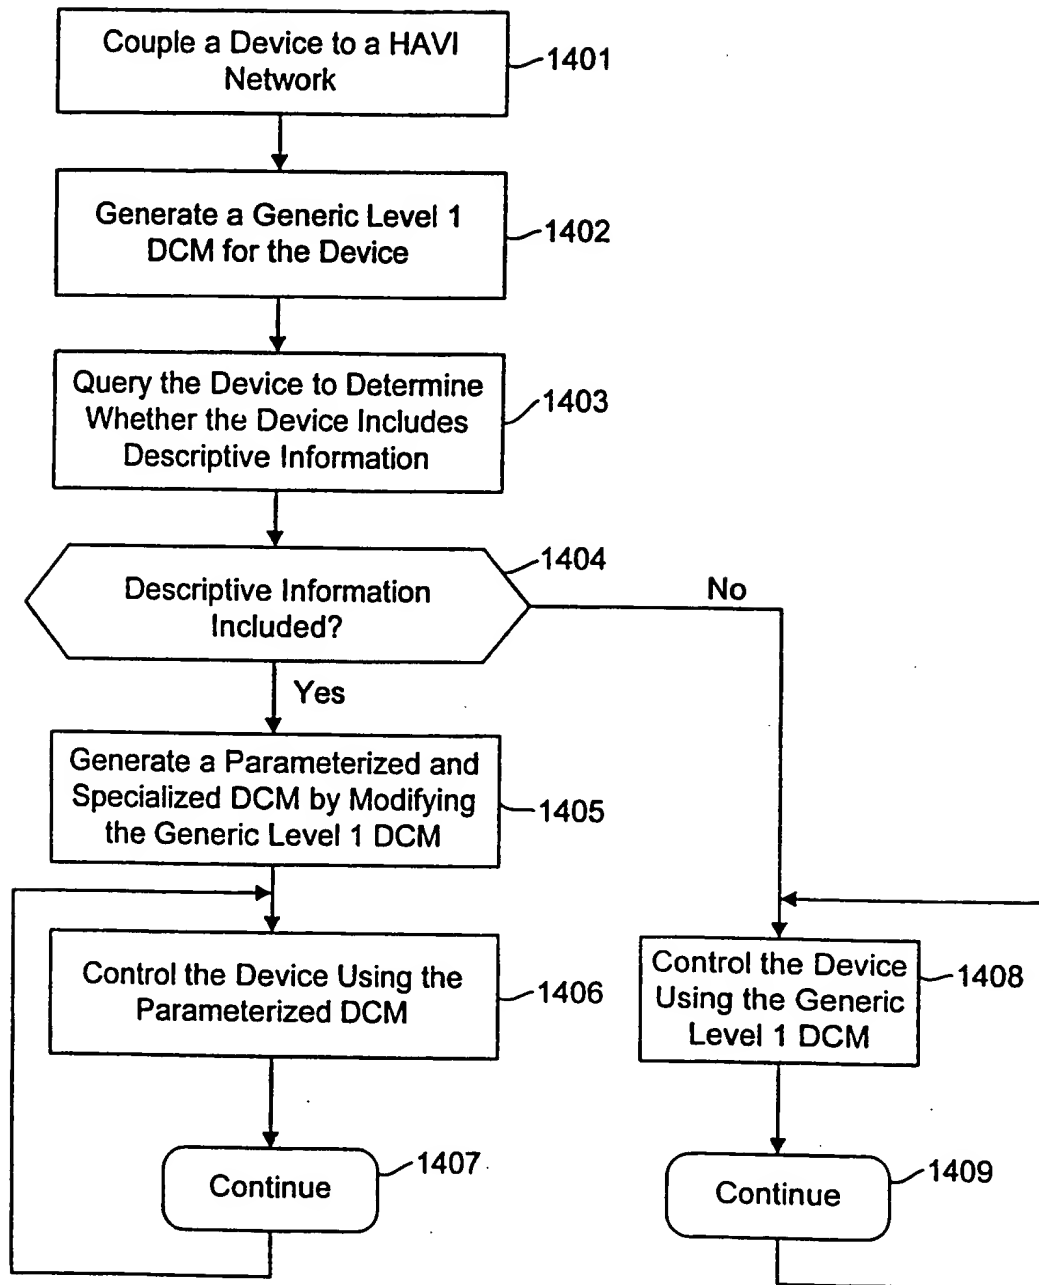 Couple a Device to a HAVI
Network
1401
Generate a Generic Level 1
DCM for the Device
1402
Query the Device to Determine
Whether the Device Includes
Descriptive Information
1403
Descriptive Information
Included?
1404
No
Yes
Generate a Parameterized and
Specialized DCM by Modifying
the Generic Level 1 DCM
1405
Control the Device Using the
Parameterized DCM
1406
Control the Device
Using the Generic
Level 1 DCM
1408
Continue
1407
Continue
1409